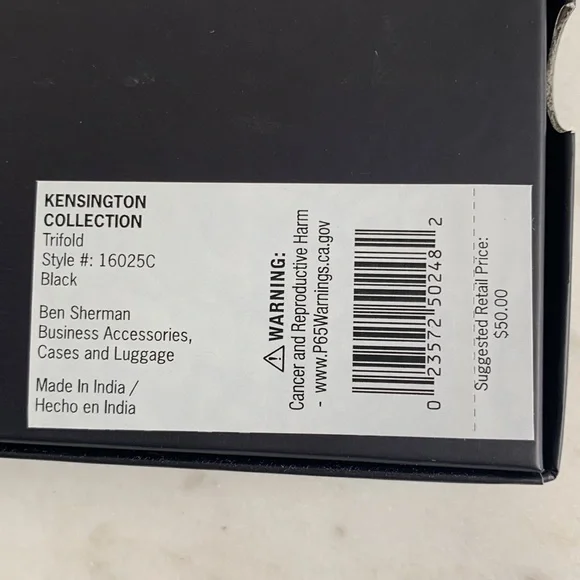 KENSINGTON
COLLECTION
Trifold
Style #: 16025C
Black
Ben Sherman
Business Accessories,
Cases and Luggage
Made In India /
Hecho en India
⚠ WARNING:
Cancer and Reproductive Harm
- www.P65Warnings.ca.gov
0 23572 50248 2
Suggested Retail Price:
$50.00